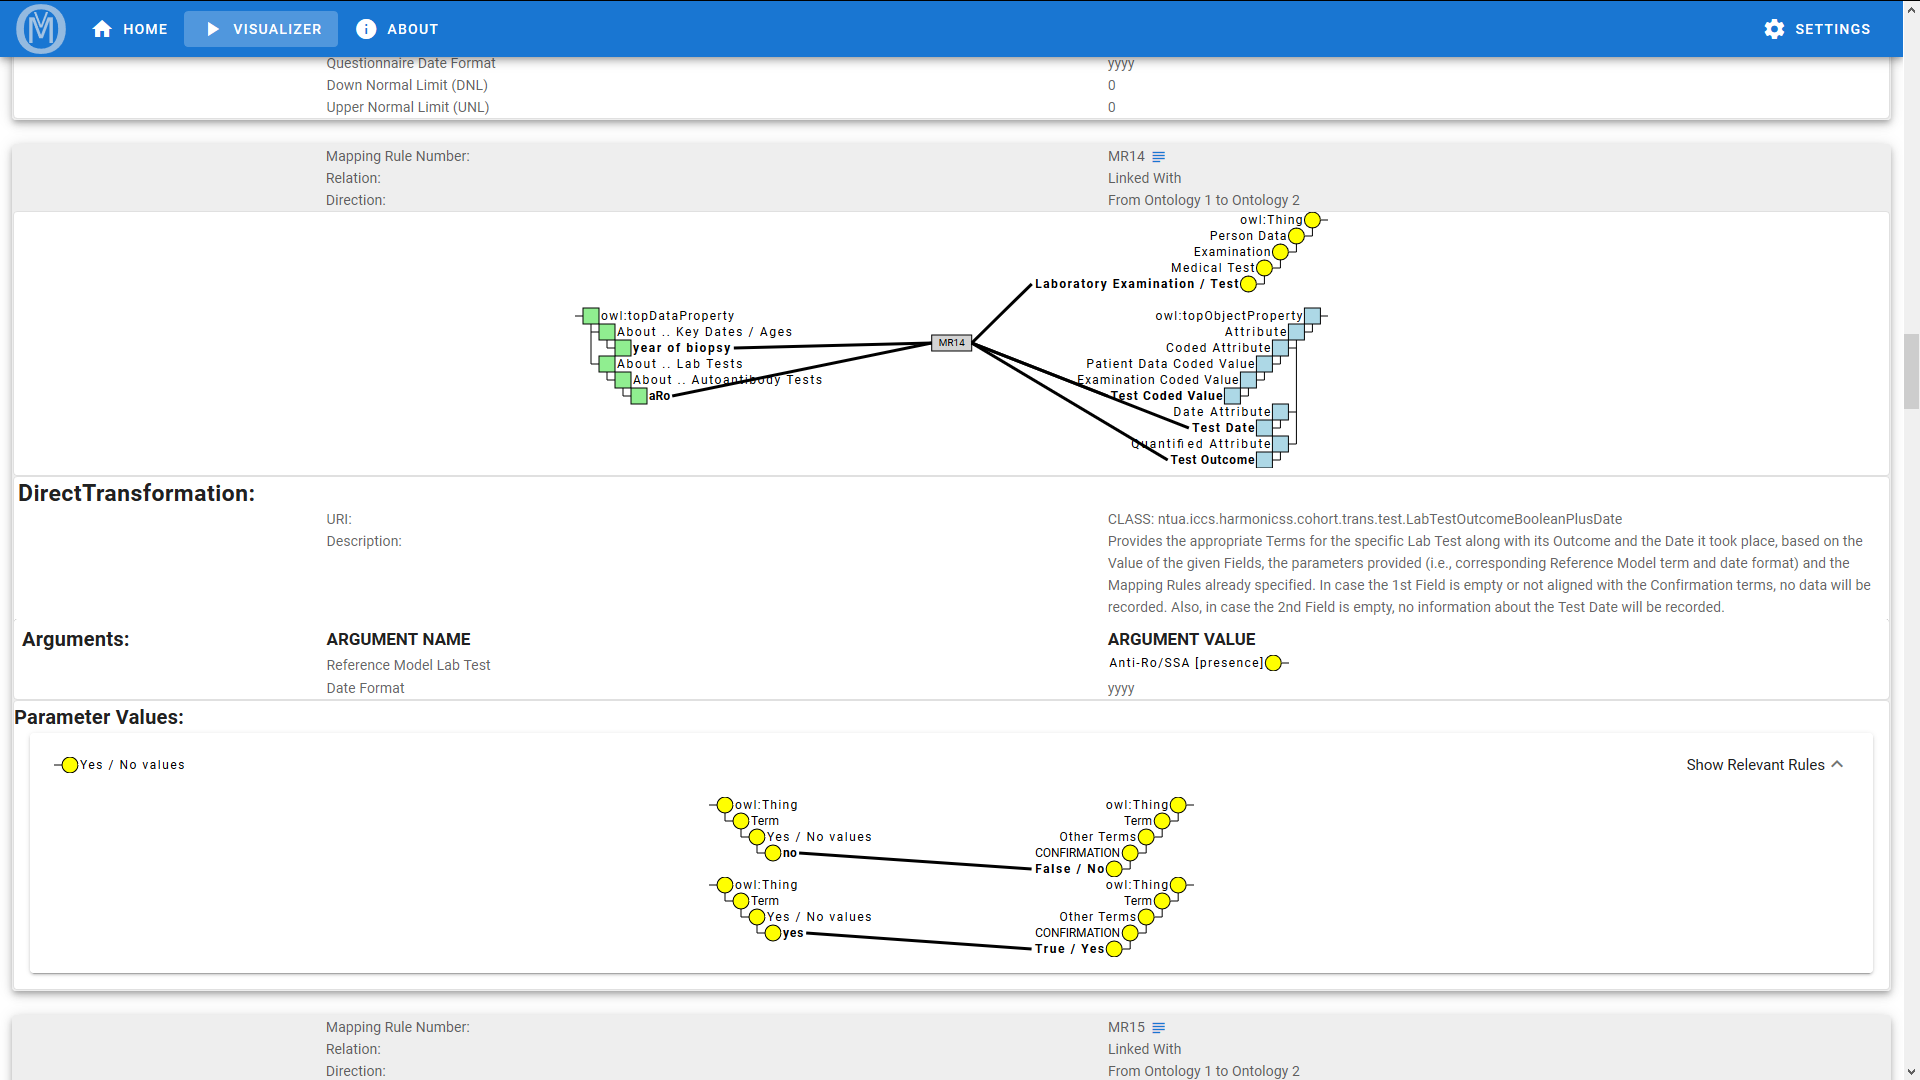 HOME VISUALIZER ABOUT SETTINGS
Questionnaire Date Format yyyy
Down Normal Limit (DNL) 0
Upper Normal Limit (UNL) 0
Mapping Rule Number: MR14
Relation: Linked With
Direction: From Ontology 1 to Ontology 2
owl:Thing
Person Data
Examination
Medical Test
Laboratory Examination / Test
owl:topDataProperty
About .. Key Dates / Ages
year of biopsy
About .. Lab Tests
About .. Autoantibody Tests
aRo
MR14
owl:topObjectProperty
Attribute
Coded Attribute
Patient Data Coded Value
Examination Coded Value
Test Coded Value
Date Attribute
Test Date
Quantified Attribute
Test Outcome
DirectTransformation:
URI: CLASS: ntua.iccs.harmonicss.cohort.trans.test.LabTestOutcomeBooleanPlusDate
Description: Provides the appropriate Terms for the specific Lab Test along with its Outcome and the Date it took place, based on the
Value of the given Fields, the parameters provided (i.e., corresponding Reference Model term and date format) and the
Mapping Rules already specified. In case the 1st Field is empty or not aligned with the Confirmation terms, no data will be
recorded. Also, in case the 2nd Field is empty, no information about the Test Date will be recorded.
Arguments: ARGUMENT NAME ARGUMENT VALUE
Reference Model Lab Test Anti-Ro/SSA [presence]
Date Format yyyy
Parameter Values:
Yes / No values Show Relevant Rules
owl:Thing owl:Thing
Term Term
Yes / No values Other Terms
no CONFIRMATION
False / No
owl:Thing owl:Thing
Term Term
Yes / No values Other Terms
yes CONFIRMATION
True / Yes
Mapping Rule Number: MR15
Relation: Linked With
Direction: From Ontology 1 to Ontology 2